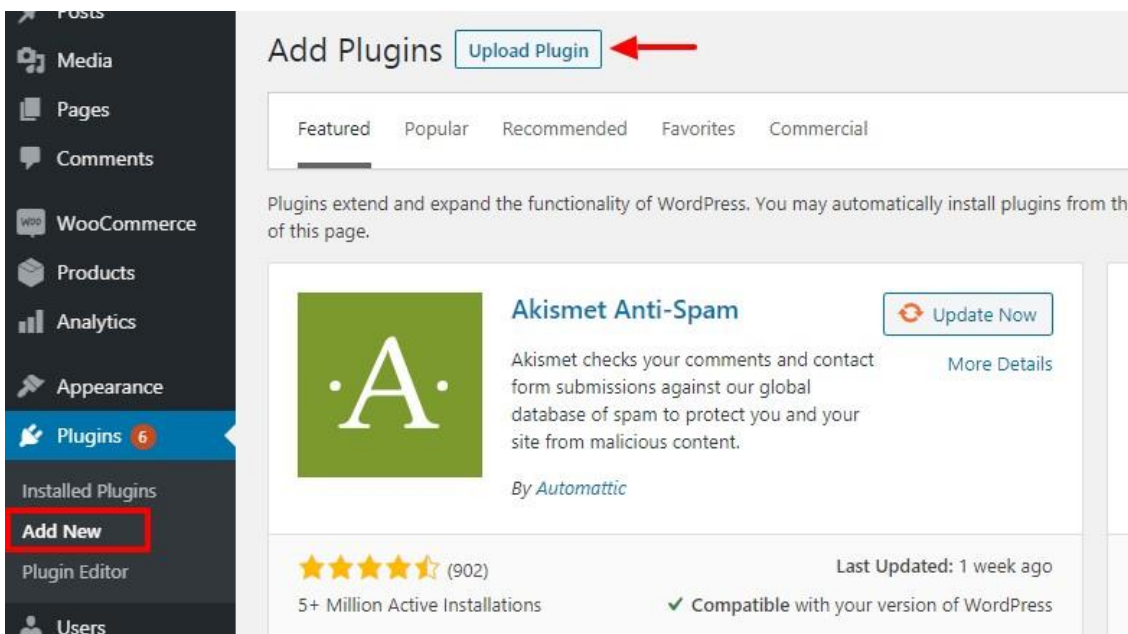 Posts
Media
Pages
Comments
WOO
WooCommerce
Products
Analytics
Appearance
Plugins 6
Installed Plugins
Add New
Plugin Editor
Users
Add Plugins Upload Plugin
Featured Popular Recommended Favorites Commercial
Plugins extend and expand the functionality of WordPress. You may automatically install plugins from th
of this page.
·A·
Akismet Anti-Spam
Update Now
More Details
Akismet checks your comments and contact
form submissions against our global
database of spam to protect you and your
site from malicious content.
By Automattic
(902)
5+ Million Active Installations
Last Updated: 1 week ago
✓ Compatible with your version of WordPress